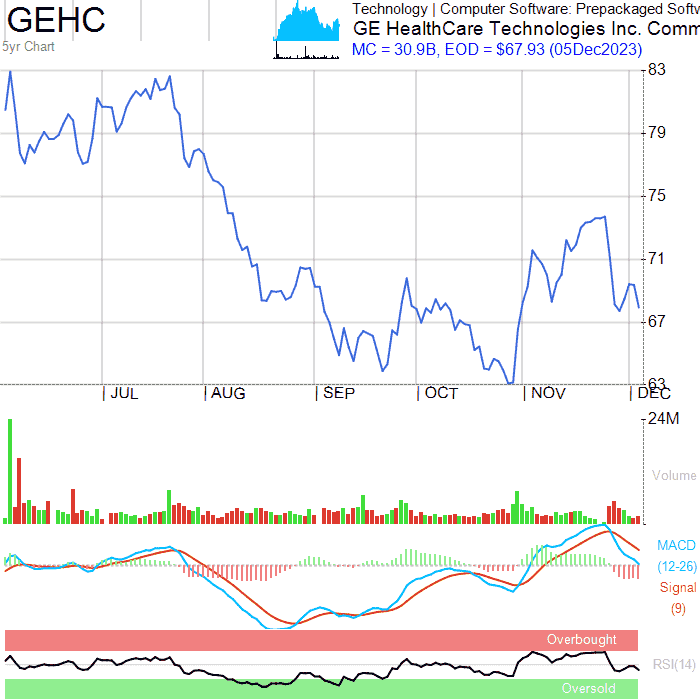 GEHC
5yr Chart
Technology | Computer Software: Prepackaged Softw
GE HealthCare Technologies Inc. Comm
MC = 30.9B, EOD = $67.93 (05Dec2023)
83
79
75
71
67
63
JUL AUG SEP OCT NOV DEC
24M
Volume
MACD
(12-26)
Signal
(9)
Overbought
RSI(14)
Oversold